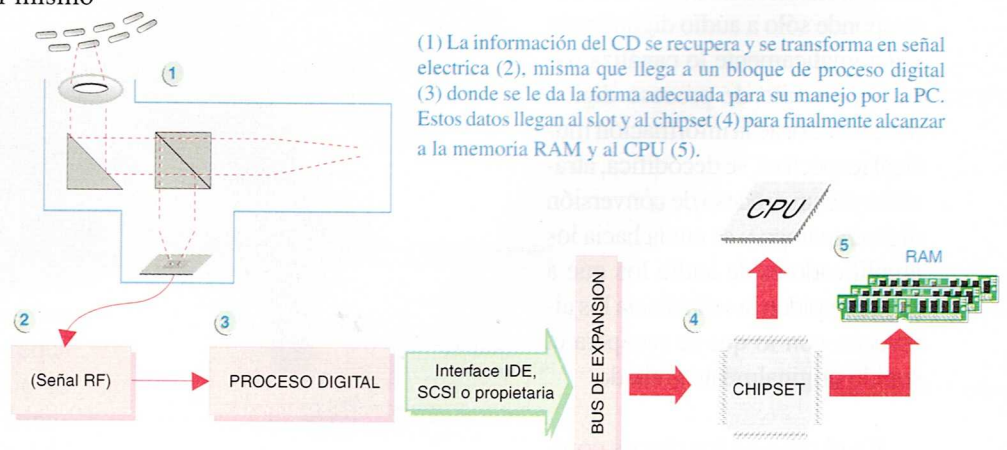 mismo
(1) La información del CD se recupera y se transforma en señal
electrica (2), misma que llega a un bloque de proceso digital
(3) donde se le da la forma adecuada para su manejo por la PC.
Estos datos llegan al slot y al chipset (4) para finalmente alcanzar
a la memoria RAM y al CPU (5).
1
CPU
5
RAM
2
3
4
(Señal RF)
PROCESO DIGITAL
Interface IDE,
SCSI o propietaria
BUS DE EXPANSION
CHIPSET